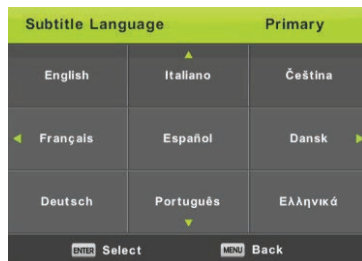 Subtitle Language Primary
English Italiano Čeština
Français Español Dansk
Deutsch Português Ελληνικά
ENTER Select MENU Back